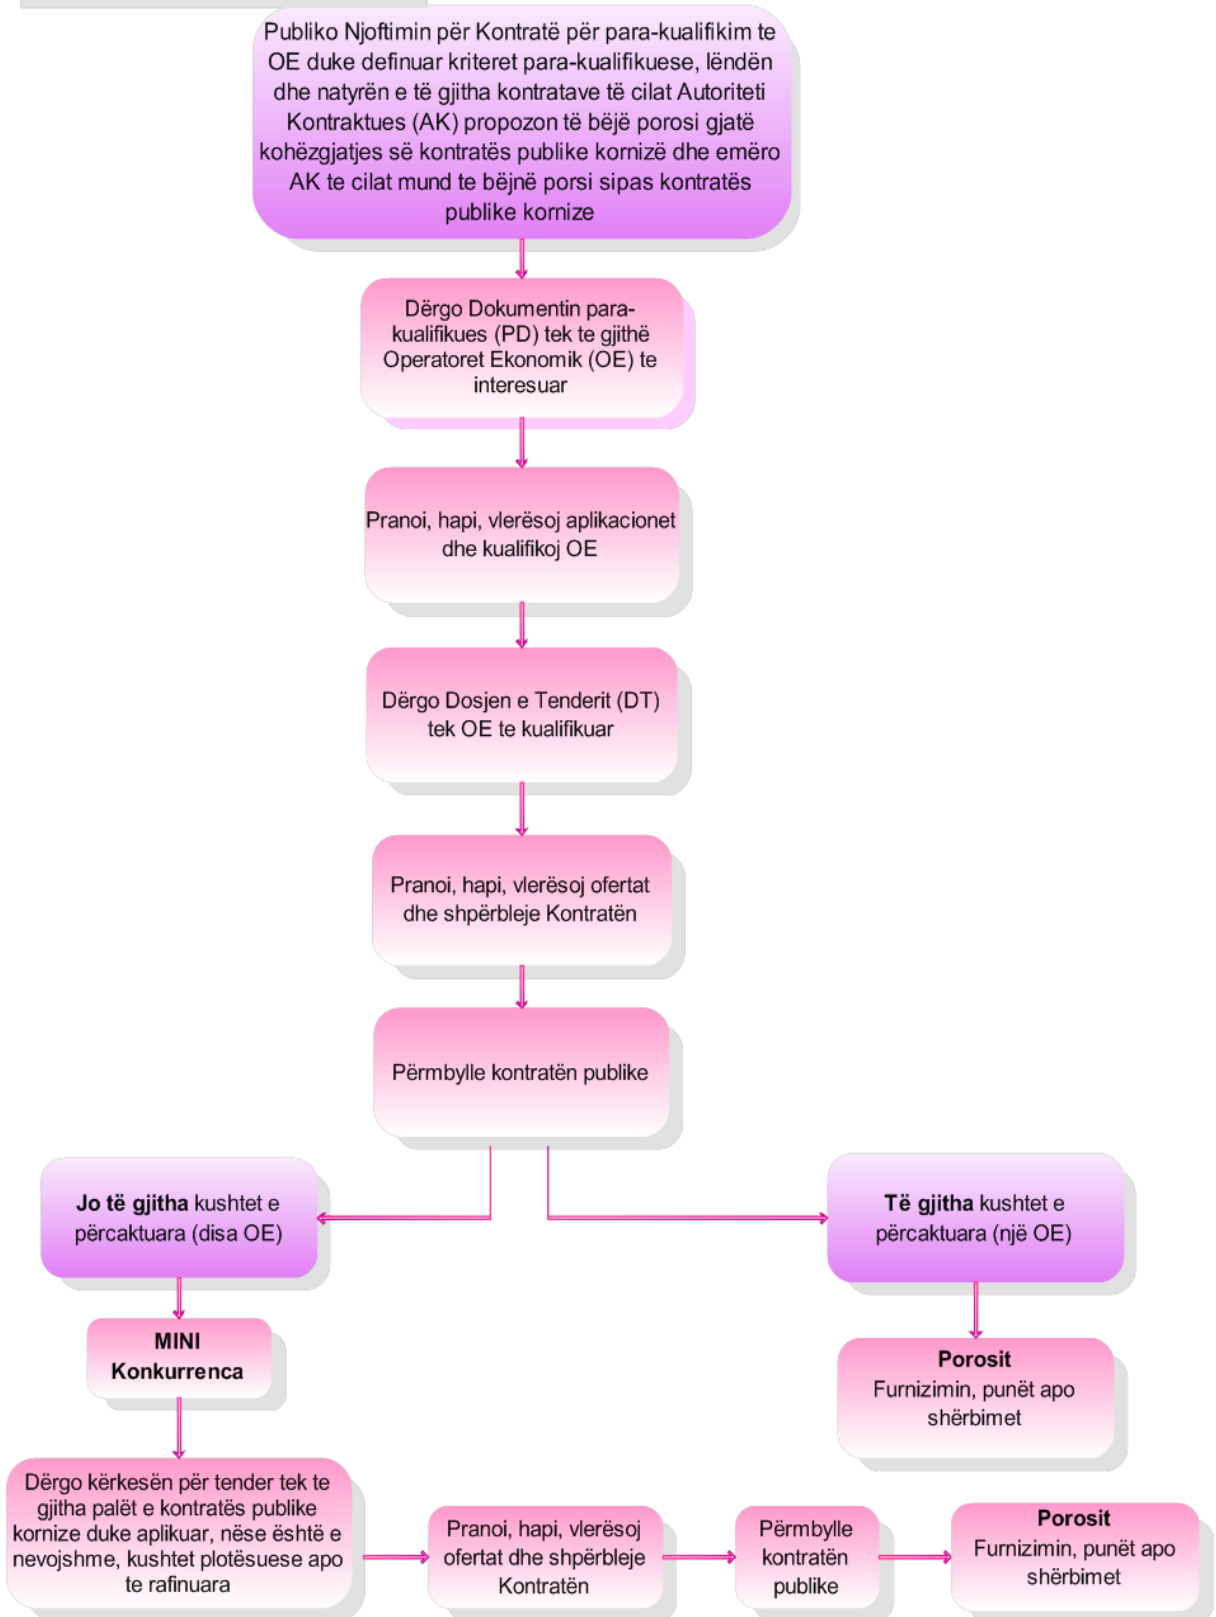 Publiko Njoftimin për Kontratë për para-kualifikim te
OE duke definuar kriteret para-kualifikuese, lëndën
dhe natyrën e të gjitha kontratave të cilat Autoriteti
Kontraktues (AK) propozon të bëjë porosi gjatë
kohëzgjatjes së kontratës publike kornizë dhe emëro
AK te cilat mund te bëjnë porsi sipas kontratës
publike kornize
Dërgo Dokumentin para-
kualifikues (PD) tek te gjithë
Operatoret Ekonomik (OE) te
interesuar
Pranoi, hapi, vlerësoj aplikacionet
dhe kualifikoj OE
Dërgo Dosjen e Tenderit (DT)
tek OE te kualifikuar
Pranoi, hapi, vlerësoj ofertat
dhe shpërbleje Kontratën
Përmbylle kontratën publike
Jo të gjitha kushtet e
përcaktuara (disa OE)
Të gjitha kushtet e
përcaktuara (një OE)
MINI
Konkurrenca
Porosit
Furnizimin, punët apo
shërbimet
Dërgo kërkesën për tender tek te
gjitha palët e kontratës publike
kornize duke aplikuar, nëse është e
nevojshme, kushtet plotësuese apo
te rafinuara
Pranoi, hapi, vlerësoj
ofertat dhe shpërbleje
Kontratën
Përmbylle
kontratën
publike
Porosit
Furnizimin, punët apo
shërbimet